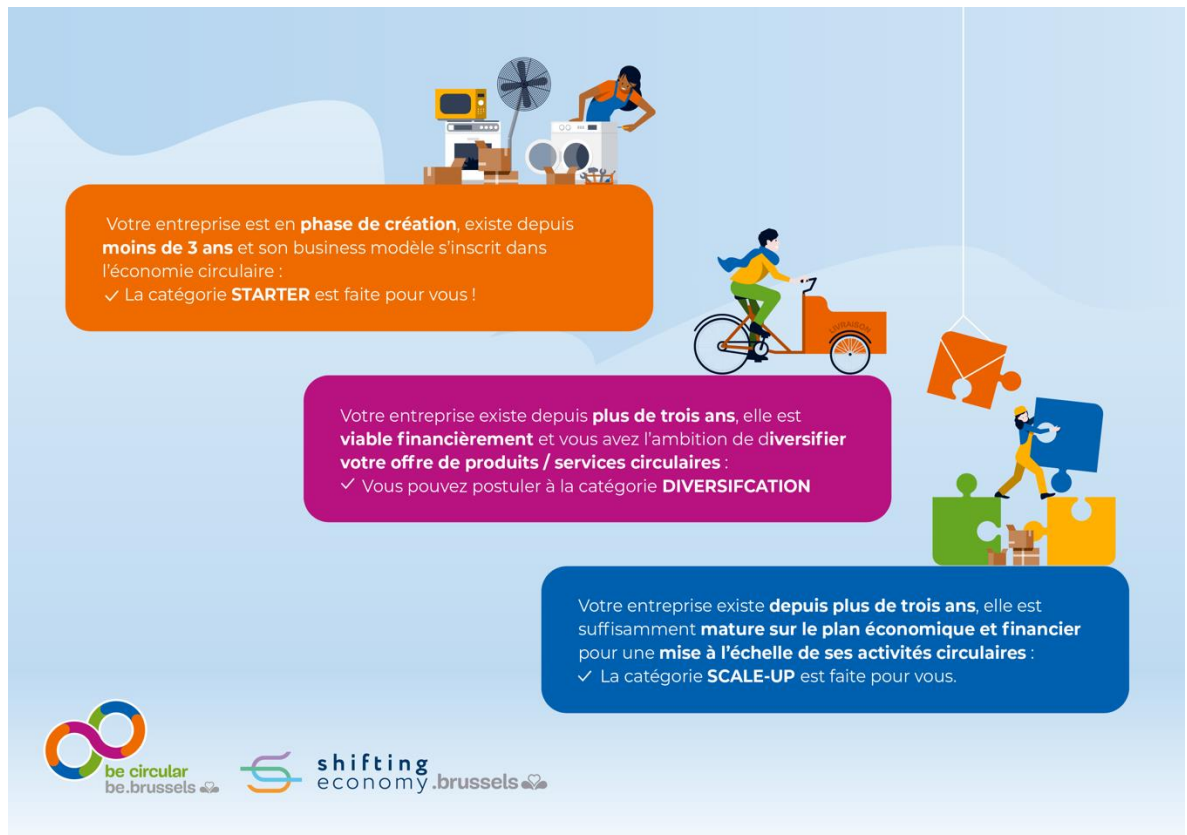 Votre entreprise est en phase de création, existe depuis
moins de 3 ans et son business modèle s’inscrit dans
l’économie circulaire :
✓ La catégorie STARTER est faite pour vous !
LIVRAISON
Votre entreprise existe depuis plus de trois ans, elle est
viable financièrement et vous avez l’ambition de diversifier
votre offre de produits / services circulaires :
✓ Vous pouvez postuler à la catégorie DIVERSIFCATION
Votre entreprise existe depuis plus de trois ans, elle est
suffisamment mature sur le plan économique et financier
pour une mise à l’échelle de ses activités circulaires :
✓ La catégorie SCALE-UP est faite pour vous.
be circular
be.brussels
shifting
economy.brussels